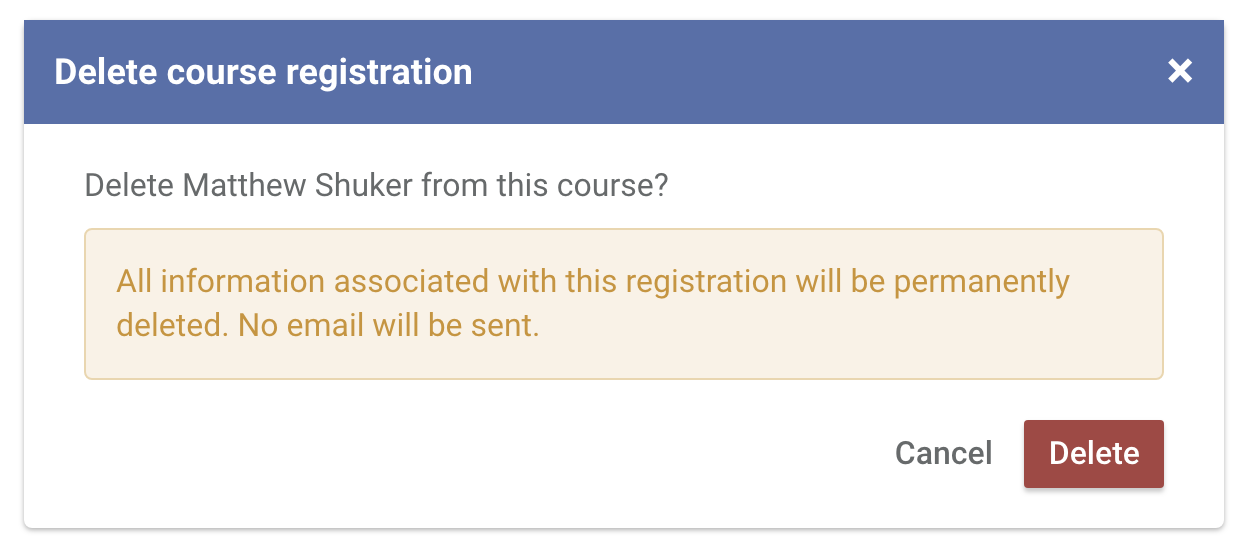 Delete course registration
Delete Matthew Shuker from this course?
All information associated with this registration will be permanently
deleted. No email will be sent.
Cancel
Delete